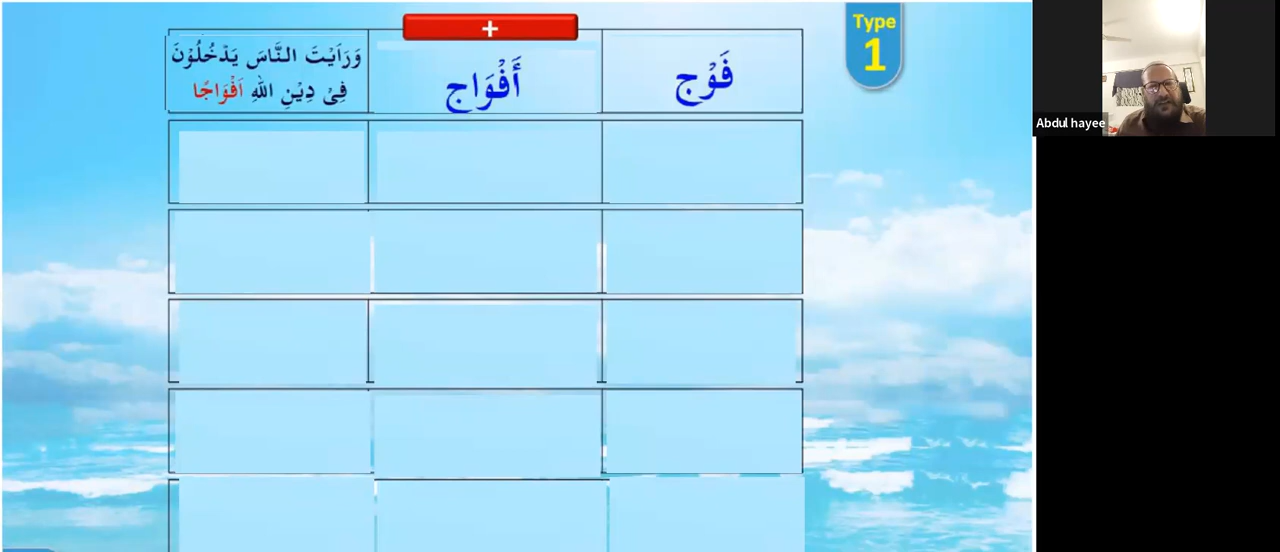 +
Type
1
فَوْج
أَفْوَاج
وَرَاَيْتَ النَّاسَ يَدْخُلُوْنَ
فِىْ دِيْنِ اللّٰهِ اَفْوَاجًا
Abdul hayee